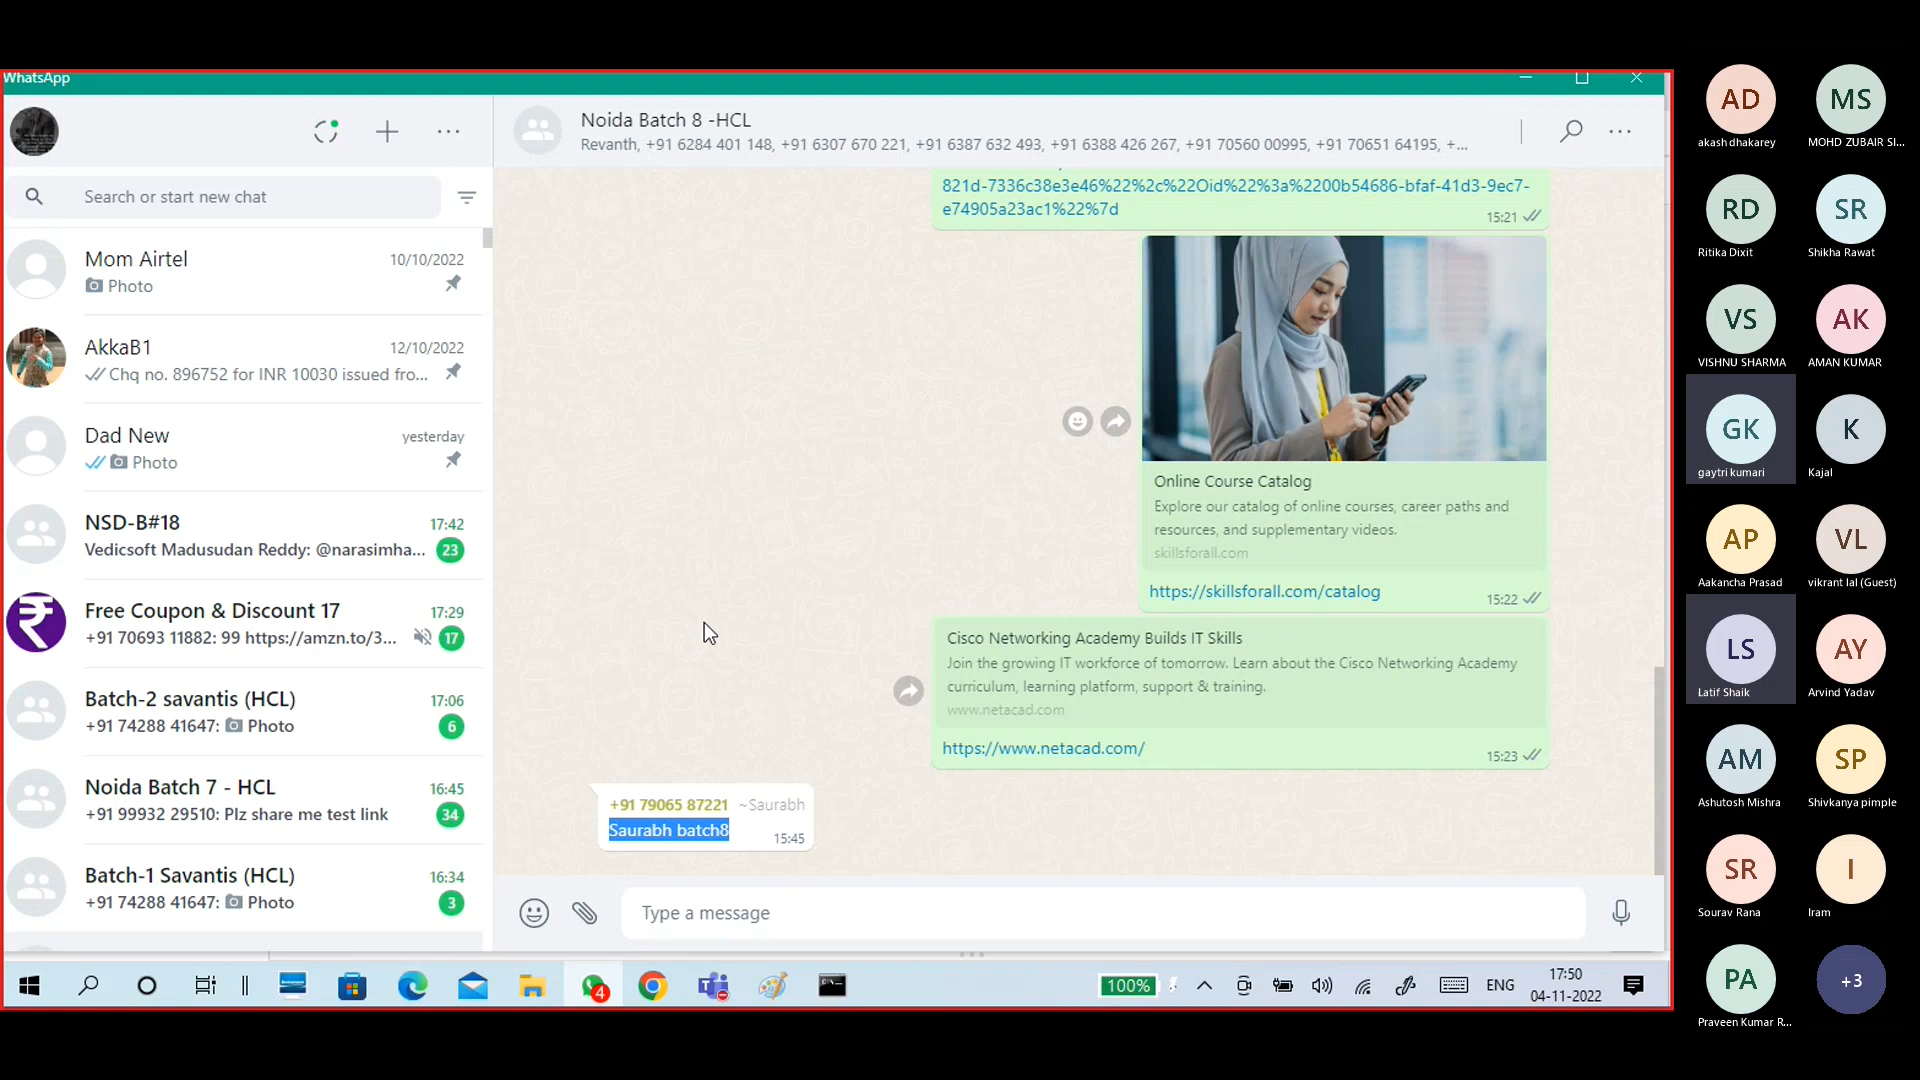 WhatsApp
Search or start new chat
Mom Airtel
10/10/2022
Photo
AkkaB1
12/10/2022
Chq no. 896752 for INR 10030 issued fro...
Dad New
yesterday
Photo
NSD-B#18
17:42
Vedicsoft Madusudan Reddy: @narasimha...
23
Free Coupon & Discount 17
17:29
+91 70693 11882: 99 https://amzn.to/3...
17
Batch-2 savantis (HCL)
17:06
+91 74288 41647: Photo
6
Noida Batch 7 - HCL
16:45
+91 99932 29510: Plz share me test link
34
Batch-1 Savantis (HCL)
16:34
+91 74288 41647: Photo
3
Noida Batch 8 -HCL
Revanth, +91 6284 401 148, +91 6307 670 221, +91 6387 632 493, +91 6388 426 267, +91 70560 00995, +91 70651 64195, +...
821d-7336c38e3e46%22%2c%22Oid%22%3a%2200b54686-bfaf-41d3-9ec7-
e74905a23ac1%22%7d
15:21
Online Course Catalog
Explore our catalog of online courses, career paths and
resources, and supplementary videos.
skillsforall.com
https://skillsforall.com/catalog
15:22
Cisco Networking Academy Builds IT Skills
Join the growing IT workforce of tomorrow. Learn about the Cisco Networking Academy
curriculum, learning platform, support & training.
www.netacad.com
https://www.netacad.com/
15:23
+91 79065 87221 ~Saurabh
Saurabh batch8
15:45
Type a message
4
100%
ENG
17:50
04-11-2022
AD
akash dhakarey
MS
MOHD ZUBAIR SI...
RD
Ritika Dixit
SR
Shikha Rawat
VS
VISHNU SHARMA
AK
AMAN KUMAR
GK
gaytri kumari
K
Kajal
AP
Aakancha Prasad
VL
vikrant lal (Guest)
LS
Latif Shaik
AY
Arvind Yadav
AM
Ashutosh Mishra
SP
Shivkanya pimple
SR
Sourav Rana
I
Iram
PA
Praveen Kumar R...
+3